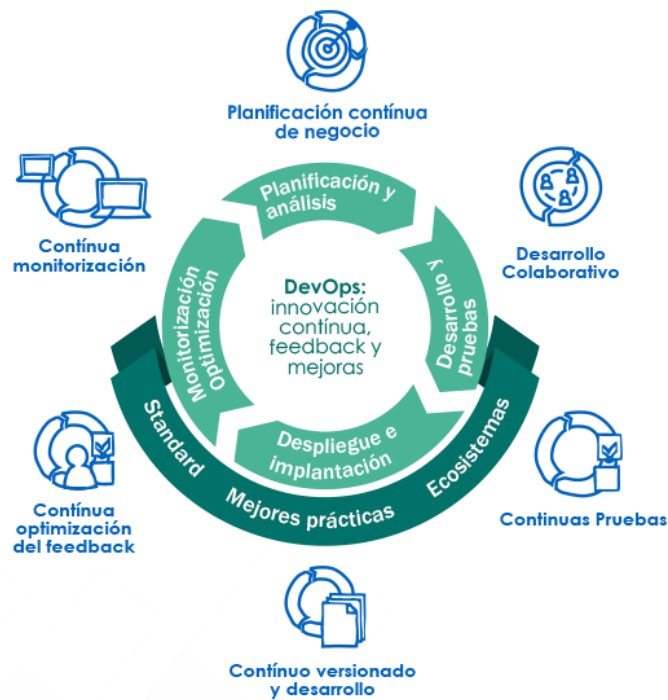 Planificación contínua
de negocio
Contínua
monitorización
Desarrollo
Colaborativo
Planificación y
análisis
Desarrollo y
pruebas
Despliegue e
implantación
Monitorización
Optimización
DevOps:
innovación
contínua,
feedback y
mejoras
Standard
Mejores prácticas
Ecosistemas
Contínua
optimización
del feedback
Continuas Pruebas
Contínuo versionado
y desarrollo